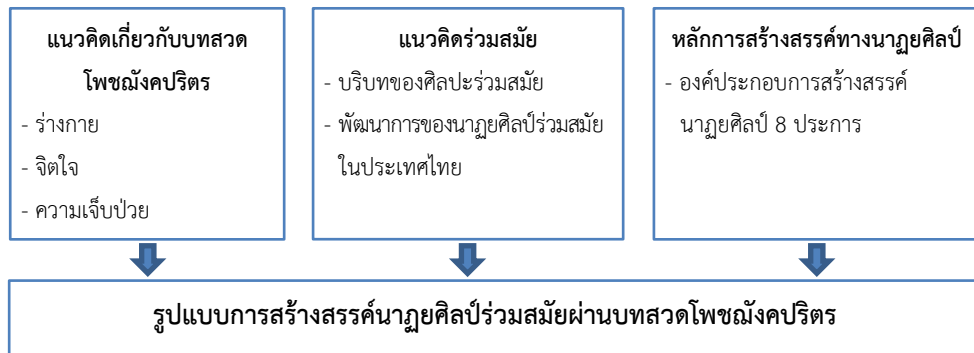 แนวคิดเกี่ยวกับบทสวด
โพชฌังคปริตร
- ร่างกาย
- จิตใจ
- ความเจ็บป่วย
แนวคิดร่วมสมัย
- บริบทของศิลปะร่วมสมัย
- พัฒนาการของนาฏยศิลป์ร่วมสมัย
ในประเทศไทย
หลักการสร้างสรรค์ทางนาฏยศิลป์
- องค์ประกอบการสร้างสรรค์
นาฏยศิลป์ 8 ประการ
รูปแบบการสร้างสรรค์นาฏยศิลป์ร่วมสมัยผ่านบทสวดโพชฌังคปริตร